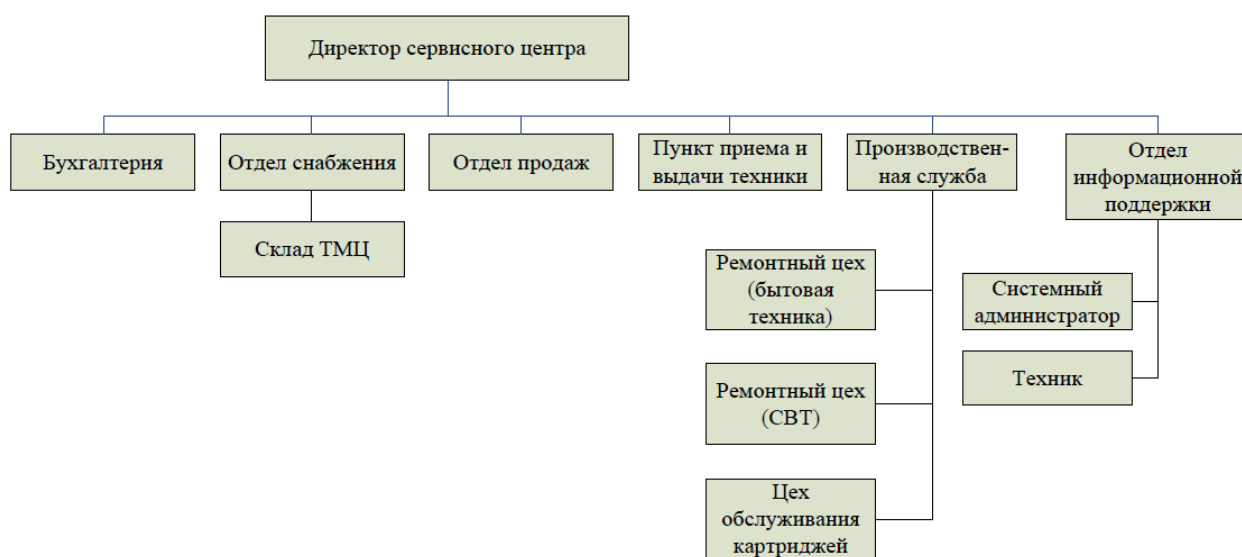 Директор сервисного центра
Бухгалтерия
Отдел снабжения
Отдел продаж
Пункт приема и
выдачи техники
Производствен-
ная служба
Отдел
информационной
поддержки
Склад ТМЦ
Ремонтный цех
(бытовая
техника)
Системный
администратор
Техник
Ремонтный цех
(СВТ)
Цех
обслуживания
картриджей